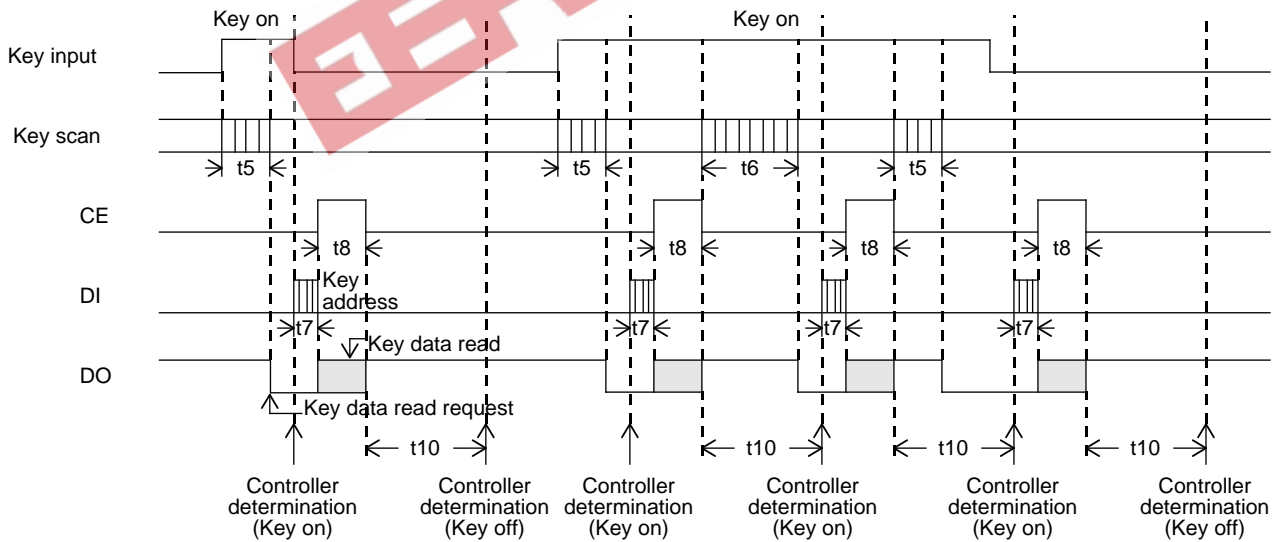 Key on
Key on
Key input
Key scan
t5
t5
t6
t5
CE
t8
t8
t8
t8
DI
Key
address
t7
t7
t7
t7
Key data read
DO
Key data read request
t10
t10
t10
t10
Controller
determination
(Key on)
Controller
determination
(Key off)
Controller
determination
(Key on)
Controller
determination
(Key on)
Controller
determination
(Key on)
Controller
determination
(Key off)